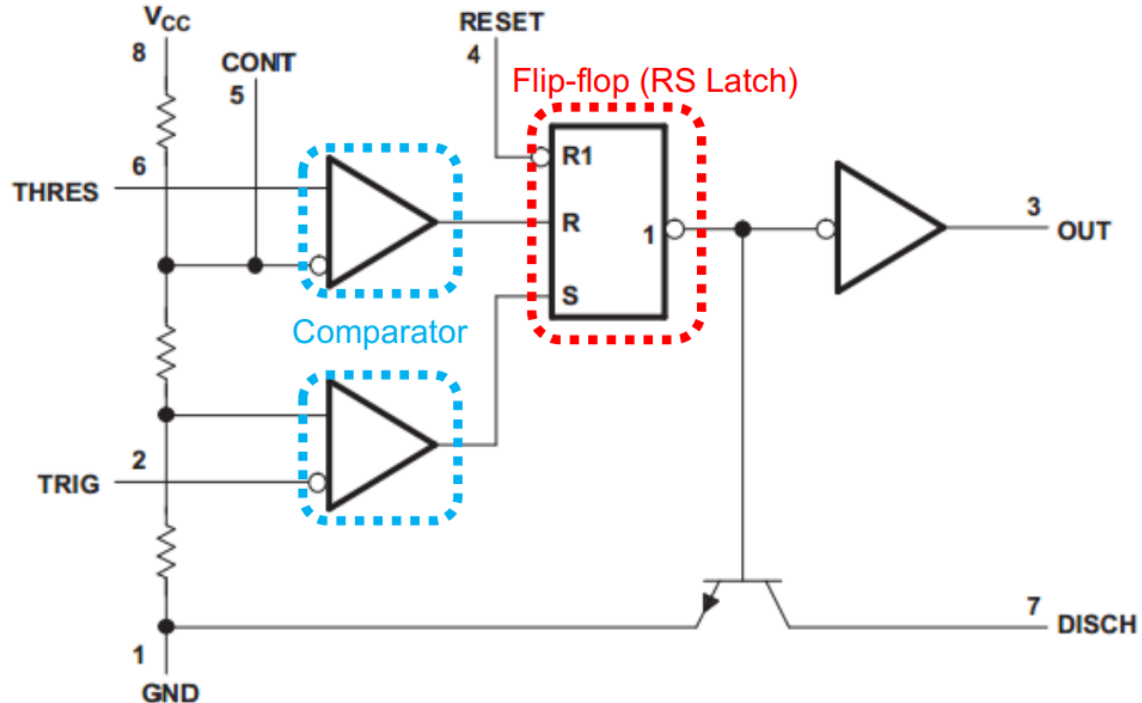 VCC
8
RESET
4
CONT
5
Flip-flop (RS Latch)
6
THRES
R1
R
1
S
3
OUT
Comparator
2
TRIG
7
DISCH
1
GND